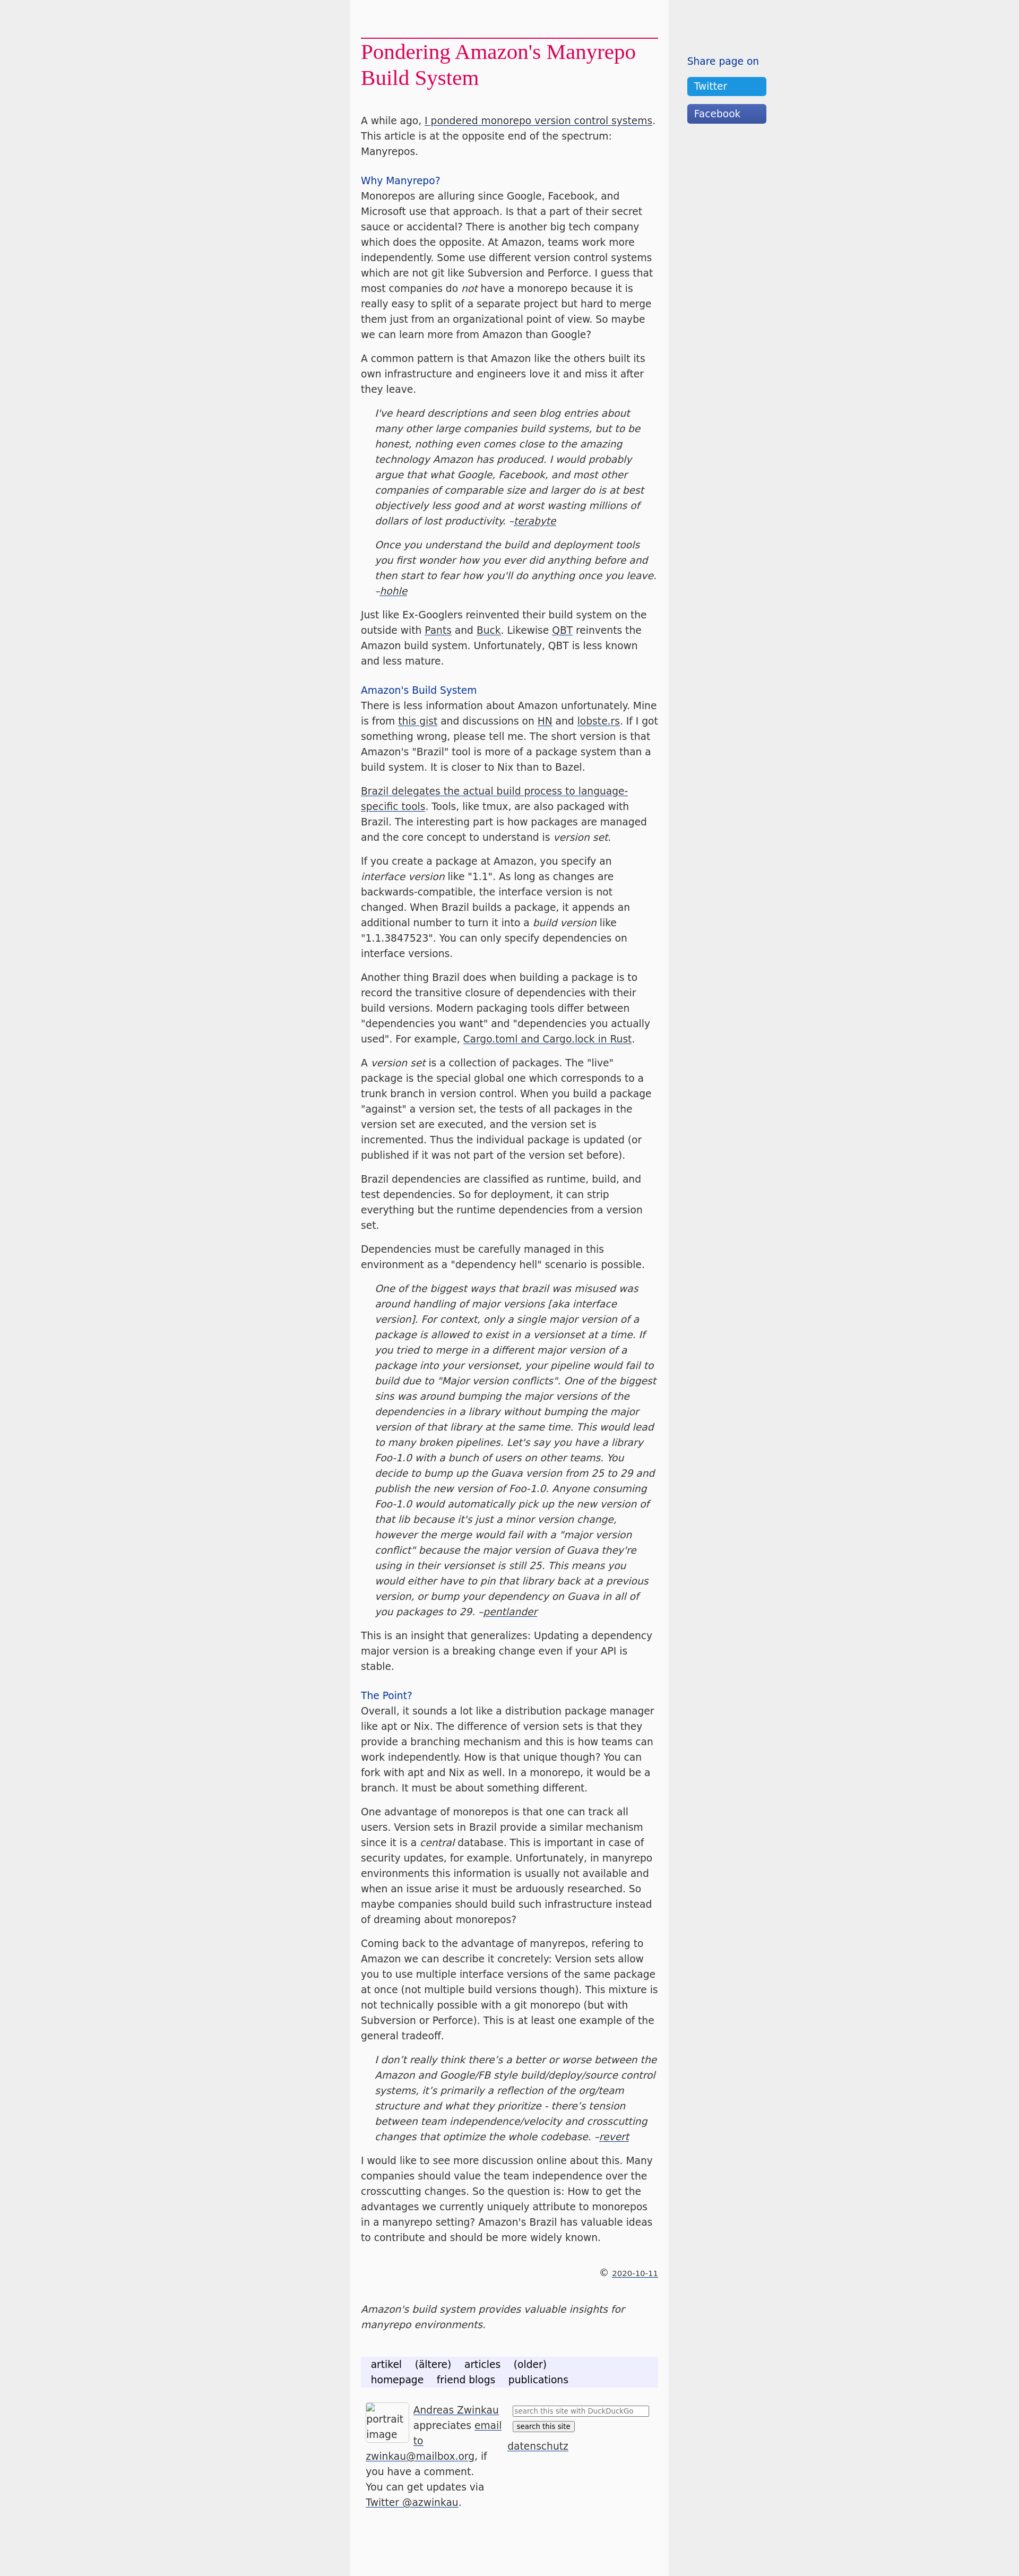 Pondering Amazon's Manyrepo
Build System
Share page on
Twitter
Facebook
A while ago, I pondered monorepo version control systems.
This article is at the opposite end of the spectrum:
Manyrepos.
Why Manyrepo?
Monorepos are alluring since Google, Facebook, and
Microsoft use that approach. Is that a part of their secret
sauce or accidental? There is another big tech company
which does the opposite. At Amazon, teams work more
independently. Some use different version control systems
which are not git like Subversion and Perforce. I guess that
most companies do not have a monorepo because it is
really easy to split of a separate project but hard to merge
them just from an organizational point of view. So maybe
we can learn more from Amazon than Google?
A common pattern is that Amazon like the others built its
own infrastructure and engineers love it and miss it after
they leave.
I've heard descriptions and seen blog entries about
many other large companies build systems, but to be
honest, nothing even comes close to the amazing
technology Amazon has produced. I would probably
argue that what Google, Facebook, and most other
companies of comparable size and larger do is at best
objectively less good and at worst wasting millions of
dollars of lost productivity. –terabyte
Once you understand the build and deployment tools
you first wonder how you ever did anything before and
then start to fear how you'll do anything once you leave.
–hohle
Just like Ex-Googlers reinvented their build system on the
outside with Pants and Buck. Likewise QBT reinvents the
Amazon build system. Unfortunately, QBT is less known
and less mature.
Amazon's Build System
There is less information about Amazon unfortunately. Mine
is from this gist and discussions on HN and lobste.rs. If I got
something wrong, please tell me. The short version is that
Amazon's "Brazil" tool is more of a package system than a
build system. It is closer to Nix than to Bazel.
Brazil delegates the actual build process to language-
specific tools. Tools, like tmux, are also packaged with
Brazil. The interesting part is how packages are managed
and the core concept to understand is version set.
If you create a package at Amazon, you specify an
interface version like "1.1". As long as changes are
backwards-compatible, the interface version is not
changed. When Brazil builds a package, it appends an
additional number to turn it into a build version like
"1.1.3847523". You can only specify dependencies on
interface versions.
Another thing Brazil does when building a package is to
record the transitive closure of dependencies with their
build versions. Modern packaging tools differ between
"dependencies you want" and "dependencies you actually
used". For example, Cargo.toml and Cargo.lock in Rust.
A version set is a collection of packages. The "live"
package is the special global one which corresponds to a
trunk branch in version control. When you build a package
"against" a version set, the tests of all packages in the
version set are executed, and the version set is
incremented. Thus the individual package is updated (or
published if it was not part of the version set before).
Brazil dependencies are classified as runtime, build, and
test dependencies. So for deployment, it can strip
everything but the runtime dependencies from a version
set.
Dependencies must be carefully managed in this
environment as a "dependency hell" scenario is possible.
One of the biggest ways that brazil was misused was
around handling of major versions [aka interface
version]. For context, only a single major version of a
package is allowed to exist in a versionset at a time. If
you tried to merge in a different major version of a
package into your versionset, your pipeline would fail to
build due to "Major version conflicts". One of the biggest
sins was around bumping the major versions of the
dependencies in a library without bumping the major
version of that library at the same time. This would lead
to many broken pipelines. Let's say you have a library
Foo-1.0 with a bunch of users on other teams. You
decide to bump up the Guava version from 25 to 29 and
publish the new version of Foo-1.0. Anyone consuming
Foo-1.0 would automatically pick up the new version of
that lib because it's just a minor version change,
however the merge would fail with a "major version
conflict" because the major version of Guava they're
using in their versionset is still 25. This means you
would either have to pin that library back at a previous
version, or bump your dependency on Guava in all of
you packages to 29. –pentlander
This is an insight that generalizes: Updating a dependency
major version is a breaking change even if your API is
stable.
The Point?
Overall, it sounds a lot like a distribution package manager
like apt or Nix. The difference of version sets is that they
provide a branching mechanism and this is how teams can
work independently. How is that unique though? You can
fork with apt and Nix as well. In a monorepo, it would be a
branch. It must be about something different.
One advantage of monorepos is that one can track all
users. Version sets in Brazil provide a similar mechanism
since it is a central database. This is important in case of
security updates, for example. Unfortunately, in manyrepo
environments this information is usually not available and
when an issue arise it must be arduously researched. So
maybe companies should build such infrastructure instead
of dreaming about monorepos?
Coming back to the advantage of manyrepos, refering to
Amazon we can describe it concretely: Version sets allow
you to use multiple interface versions of the same package
at once (not multiple build versions though). This mixture is
not technically possible with a git monorepo (but with
Subversion or Perforce). This is at least one example of the
general tradeoff.
I don’t really think there’s a better or worse between the
Amazon and Google/FB style build/deploy/source control
systems, it’s primarily a reflection of the org/team
structure and what they prioritize - there’s tension
between team independence/velocity and crosscutting
changes that optimize the whole codebase. –revert
I would like to see more discussion online about this. Many
companies should value the team independence over the
crosscutting changes. So the question is: How to get the
advantages we currently uniquely attribute to monorepos
in a manyrepo setting? Amazon's Brazil has valuable ideas
to contribute and should be more widely known.
© 2020-10-11
Amazon's build system provides valuable insights for
manyrepo environments.
artikel (ältere) articles (older)
homepage friend blogs publications
portrait
image
Andreas Zwinkau
appreciates email
to
zwinkau@mailbox.org, if
you have a comment.
You can get updates via
Twitter @azwinkau.
search this site with DuckDuckGo
search this site
datenschutz